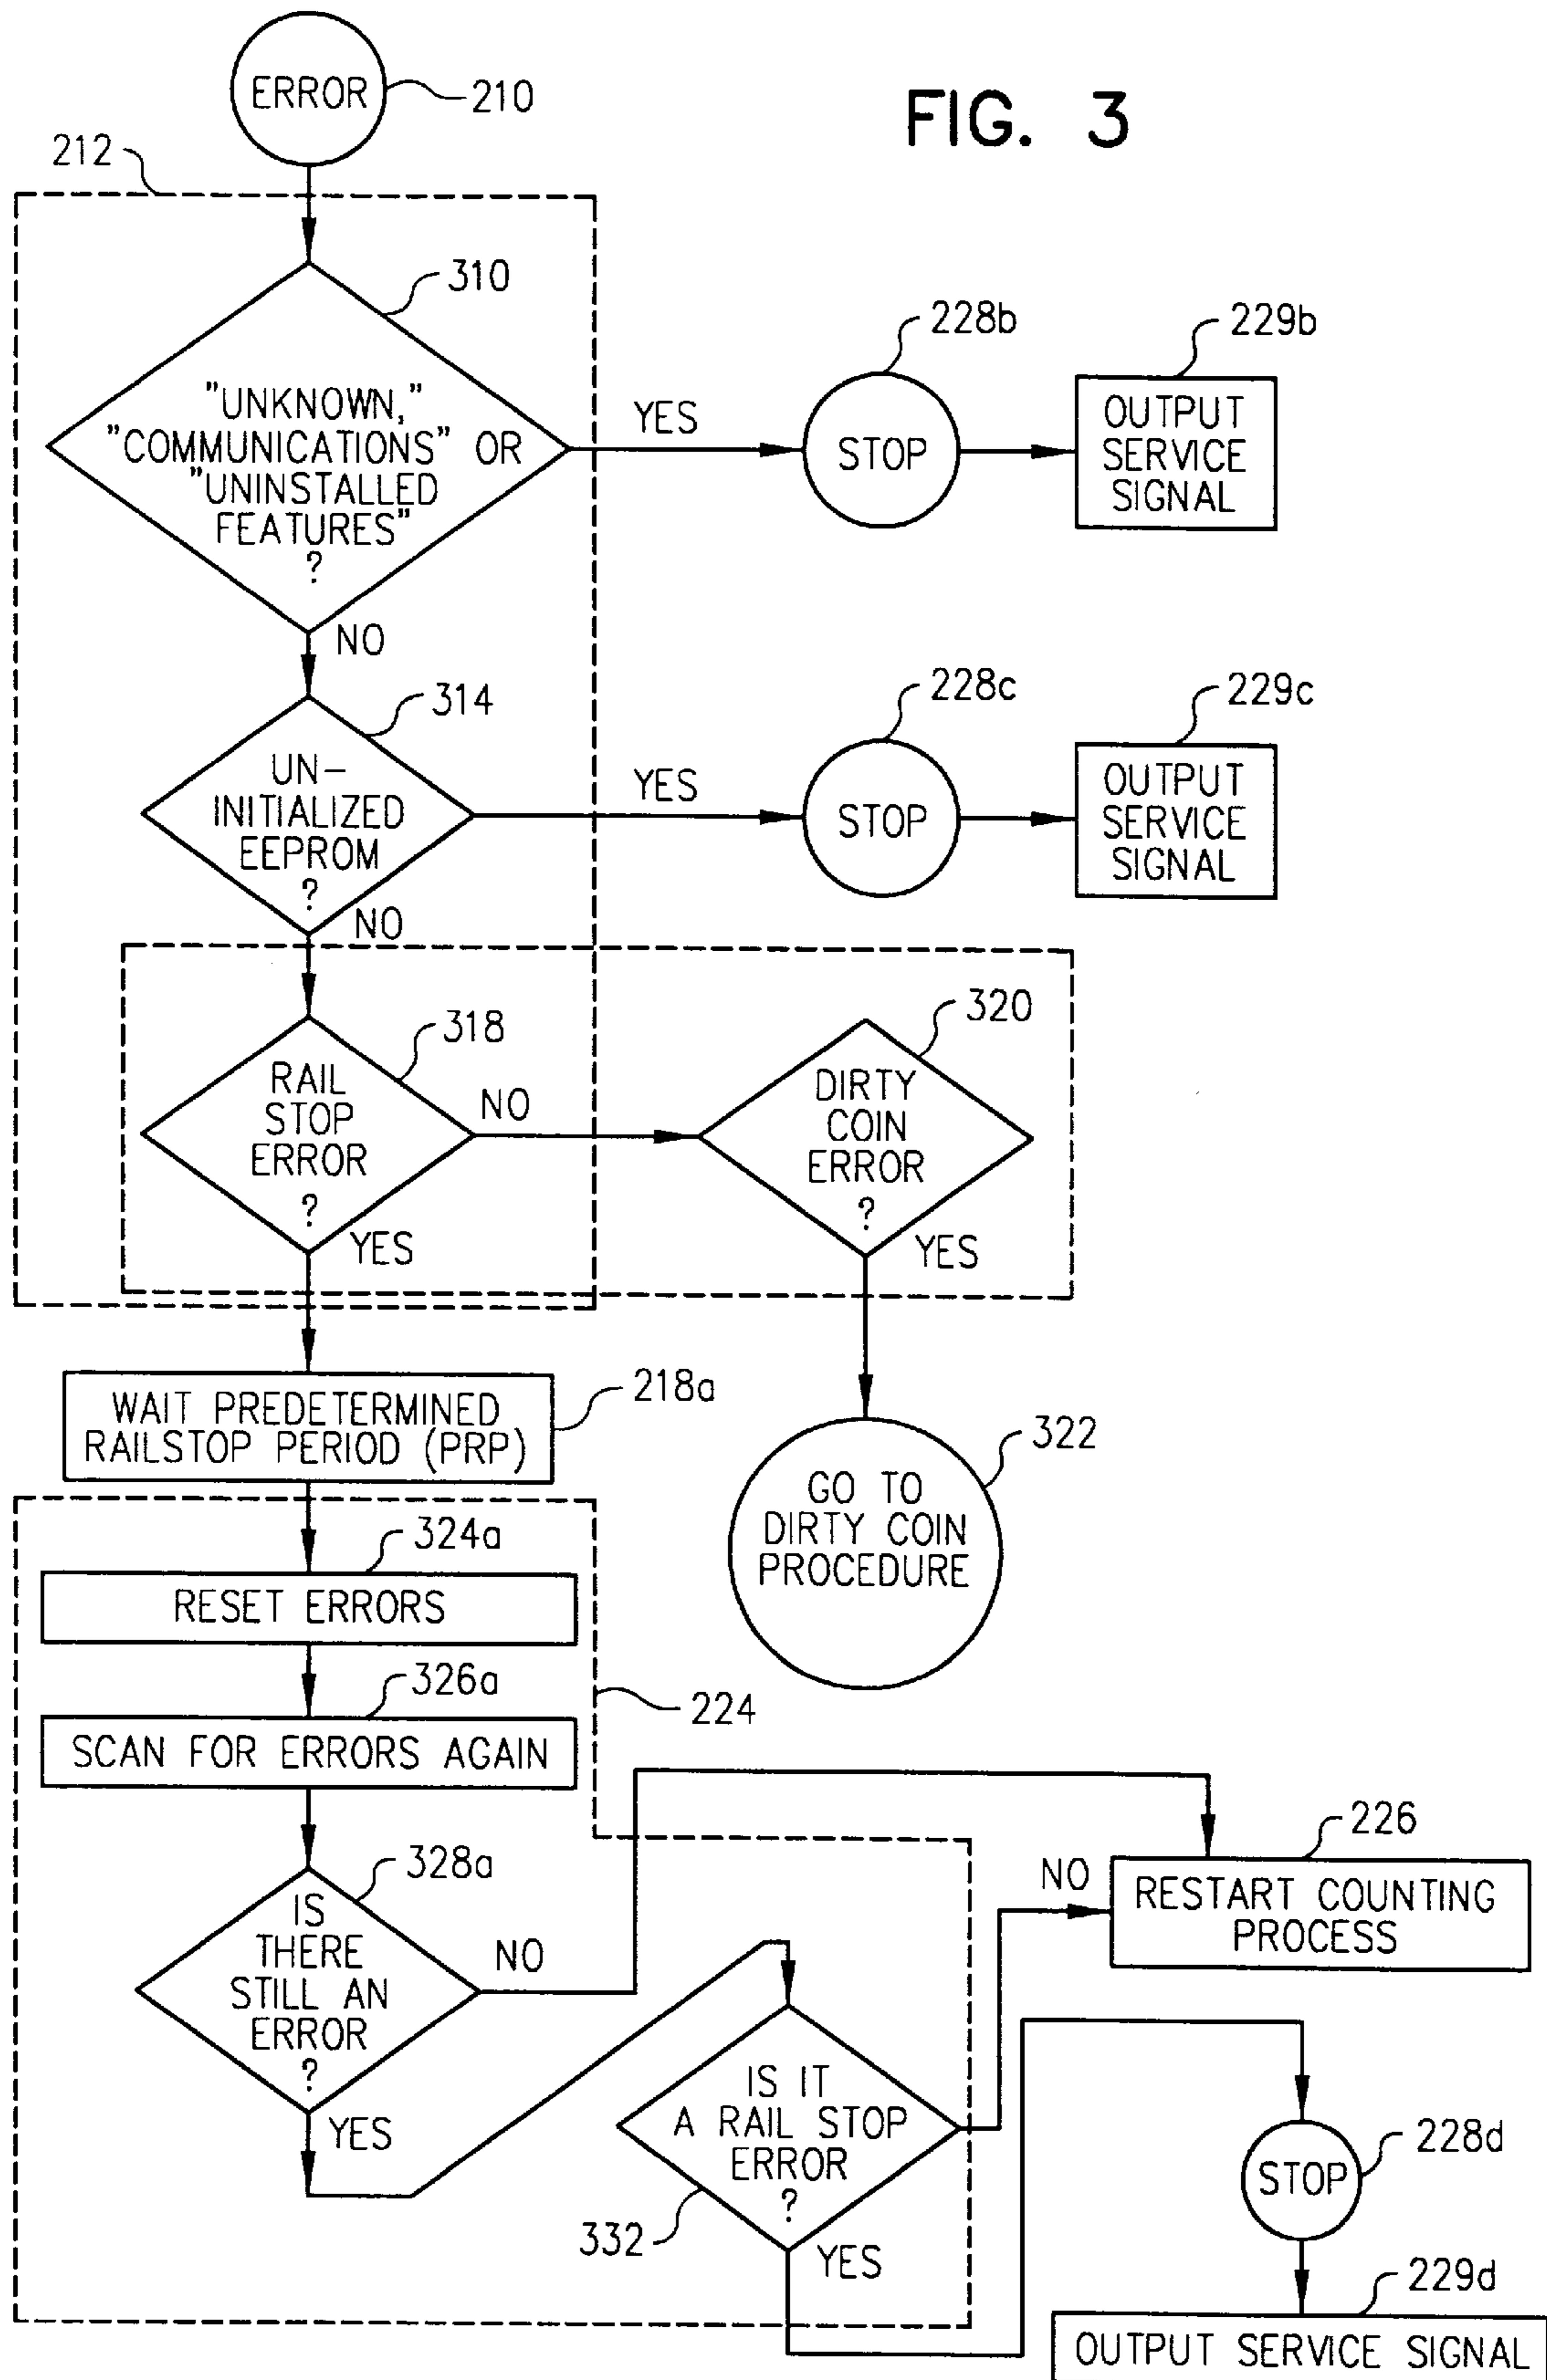 FIG. 3
ERROR
210
212
310
"UNKNOWN,"
"COMMUNICATIONS" OR
"UNINSTALLED
FEATURES"
?
YES
228b
STOP
229b
OUTPUT
SERVICE
SIGNAL
NO
314
UN-
INITIALIZED
EEPROM
?
YES
228c
STOP
229c
OUTPUT
SERVICE
SIGNAL
NO
318
RAIL
STOP
ERROR
?
NO
320
DIRTY
COIN
ERROR
?
YES
YES
WAIT PREDETERMINED
RAILSTOP PERIOD (PRP)
218a
322
GO TO
DIRTY COIN
PROCEDURE
324a
RESET ERRORS
326a
SCAN FOR ERRORS AGAIN
224
328a
IS
THERE
STILL AN
ERROR
?
NO
YES
226
NO
RESTART COUNTING
PROCESS
IS IT
A RAIL STOP
ERROR
?
332
YES
228d
STOP
229d
OUTPUT SERVICE SIGNAL